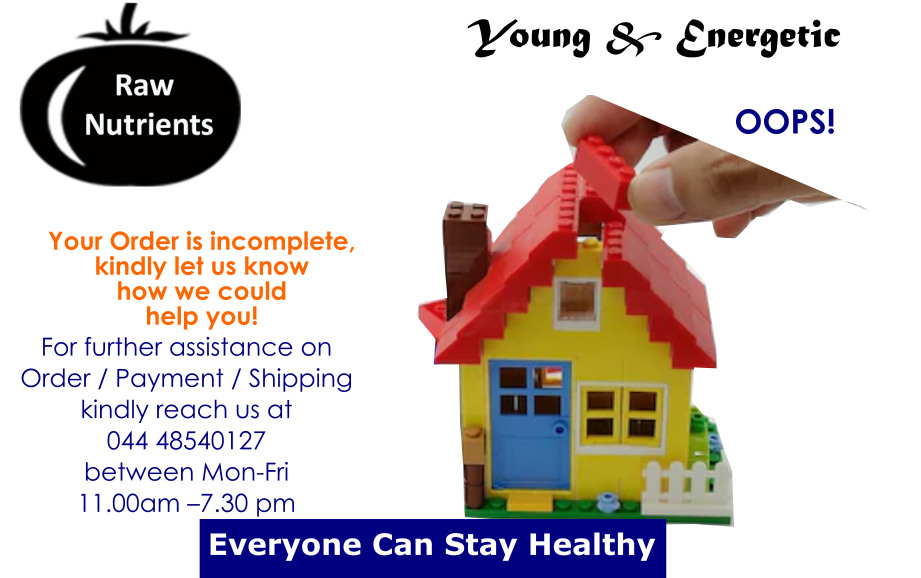 Raw
Nutrients
Young & Energetic
OOPS!
Your Order is incomplete,
kindly let us know
how we could
help you!
For further assistance on
Order / Payment / Shipping
kindly reach us at
044 48540127
between Mon-Fri
11.00am –7.30 pm
Everyone Can Stay Healthy